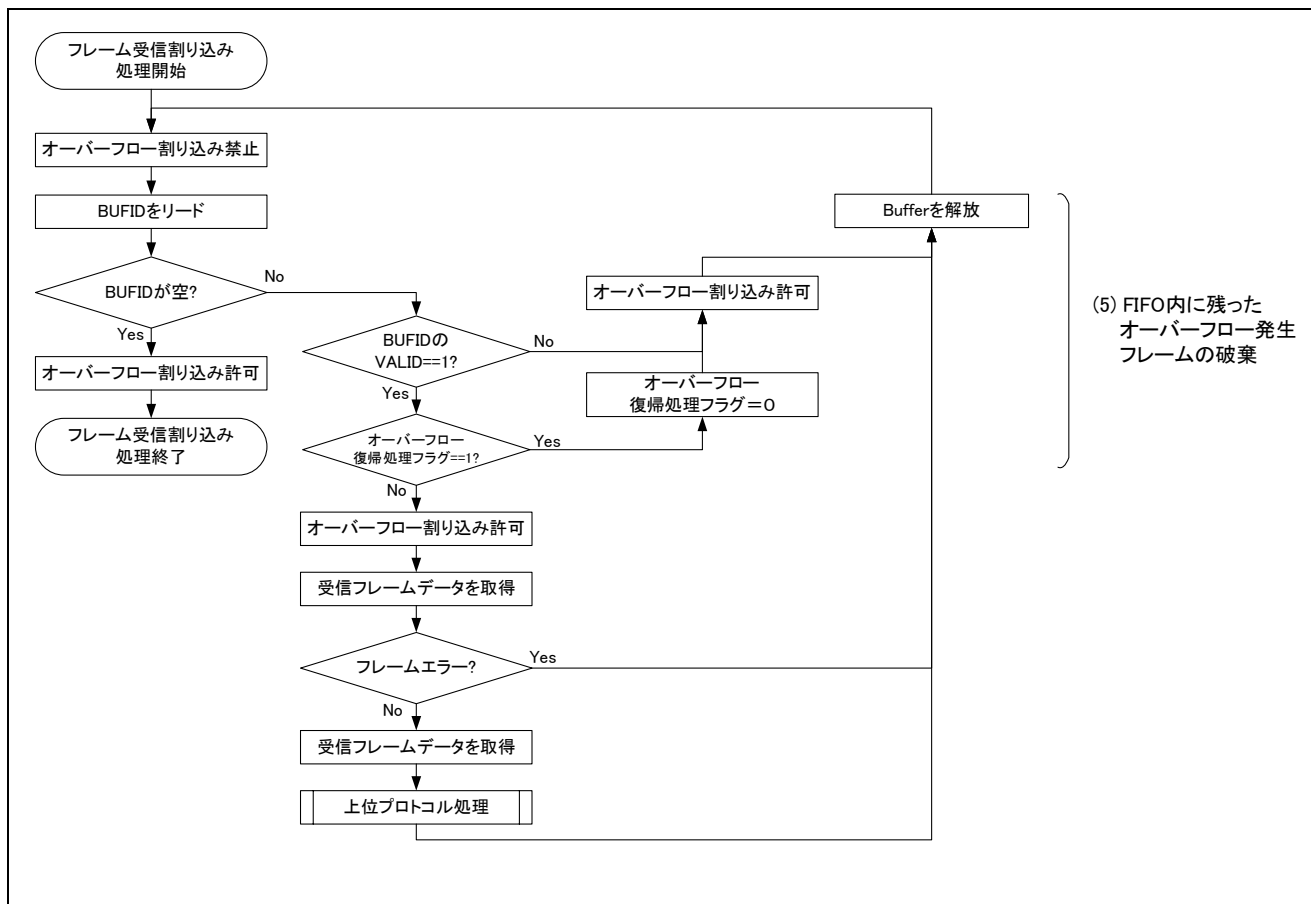 フレーム受信割り込み
処理開始
オーバーフロー割り込み禁止
BUFIDをリード
BUFIDが空?
No
Yes
オーバーフロー割り込み許可
フレーム受信割り込み
処理終了
BUFIDの
VALID==1?
No
Yes
オーバーフロー
復帰処理フラグ==1?
Yes
No
オーバーフロー割り込み許可
受信フレームデータを取得
フレームエラー?
Yes
No
受信フレームデータを取得
上位プロトコル処理
オーバーフロー割り込み許可
オーバーフロー
復帰処理フラグ=0
Bufferを解放
(5) FIFO内に残った
オーバーフロー発生
フレームの破棄